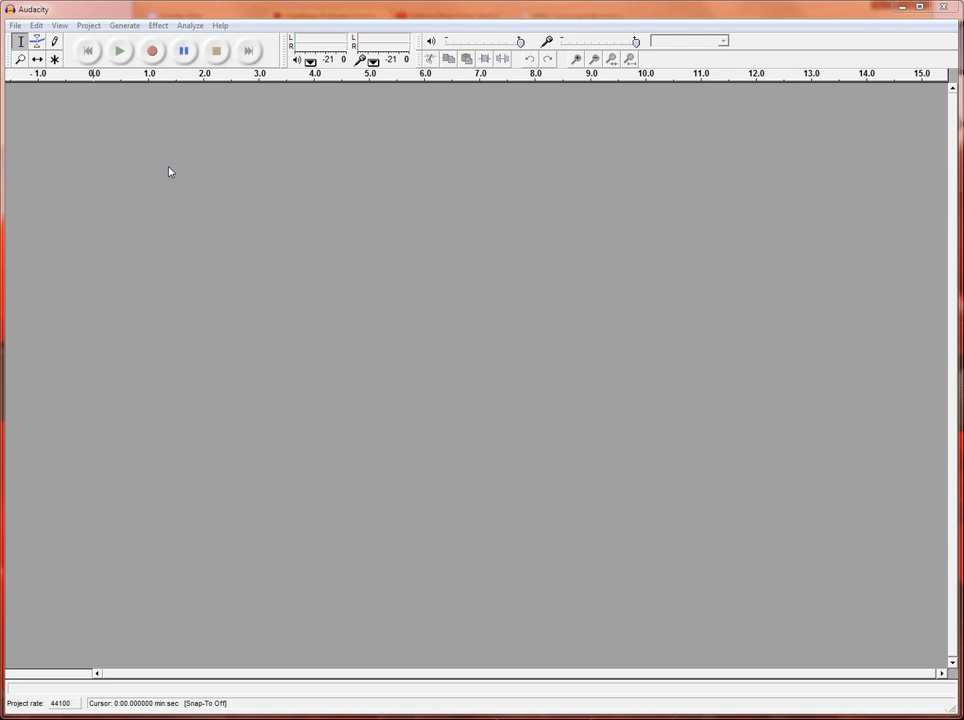 Audacity
File Edit View Project Generate Effect Analyze Help
L
R
L
R
-21 0
-21 0
- 1.0 0.0 1.0 2.0 3.0 4.0 5.0 6.0 7.0 8.0 9.0 10.0 11.0 12.0 13.0 14.0 15.0
Project rate: 44100 Cursor: 0:00.000000 min:sec [Snap-To Off]